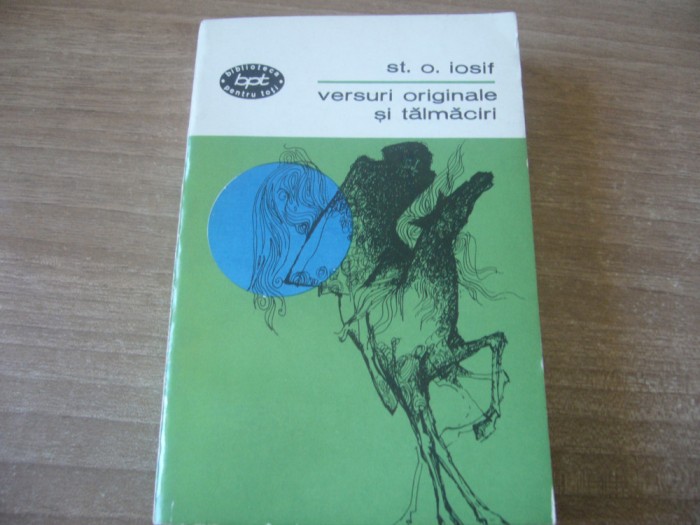 biblioteca
bpt
pentru toți
st. o. iosif
versuri originale
și tălmăciri